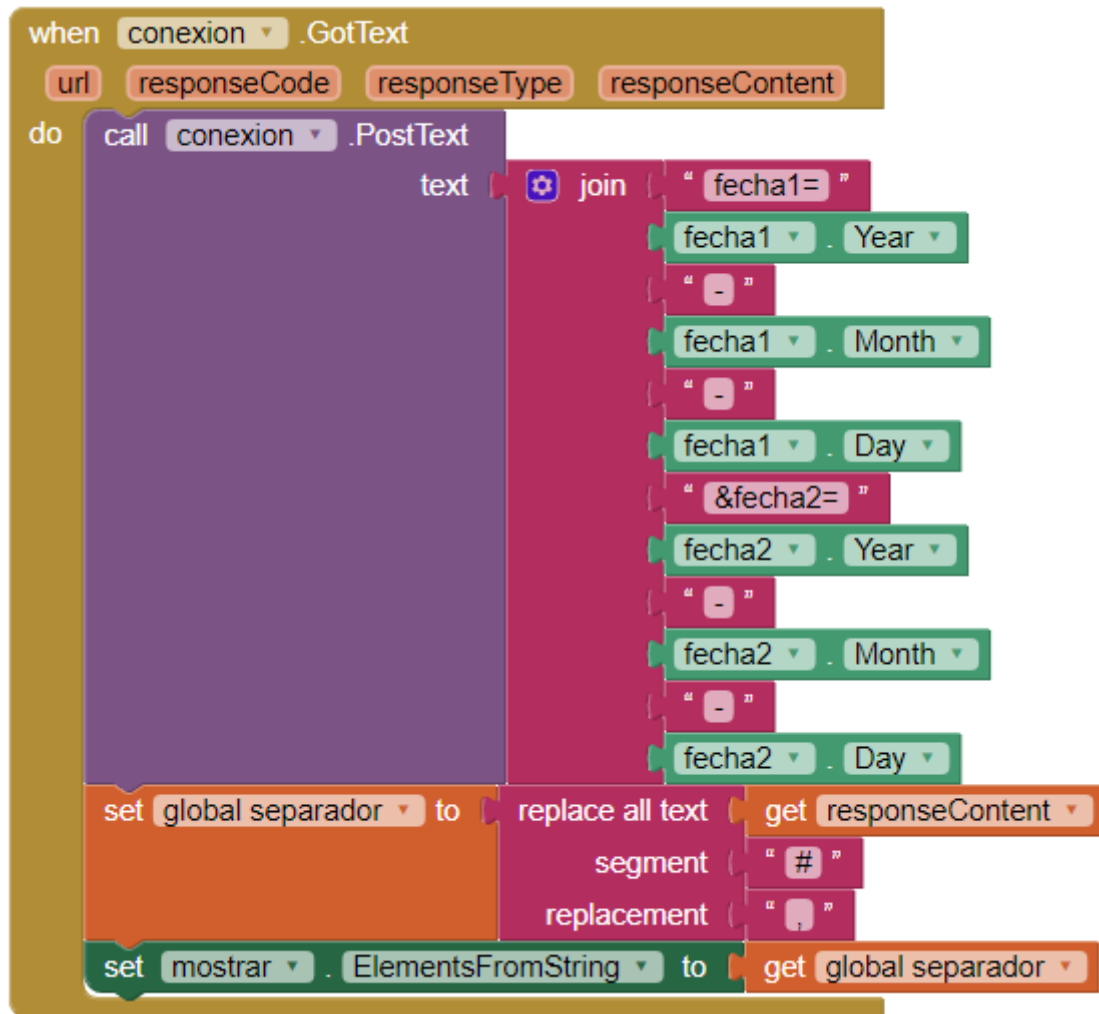 when conexion .GotText
url responseCode responseType responseContent
do call conexion .PostText
text join “ fecha1= ”
fecha1 . Year
“ - ”
fecha1 . Month
“ - ”
fecha1 . Day
“ &fecha2= ”
fecha2 . Year
“ - ”
fecha2 . Month
“ - ”
fecha2 . Day
set global separador to replace all text get responseContent
segment “ # ”
replacement “ , ”
set mostrar . ElementsFromString to get global separador